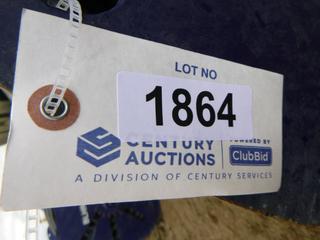 LOT NO
1864
CENTURY
AUCTIONS
POWERED BY
ClubBid
A DIVISION OF CENTURY SERVICES